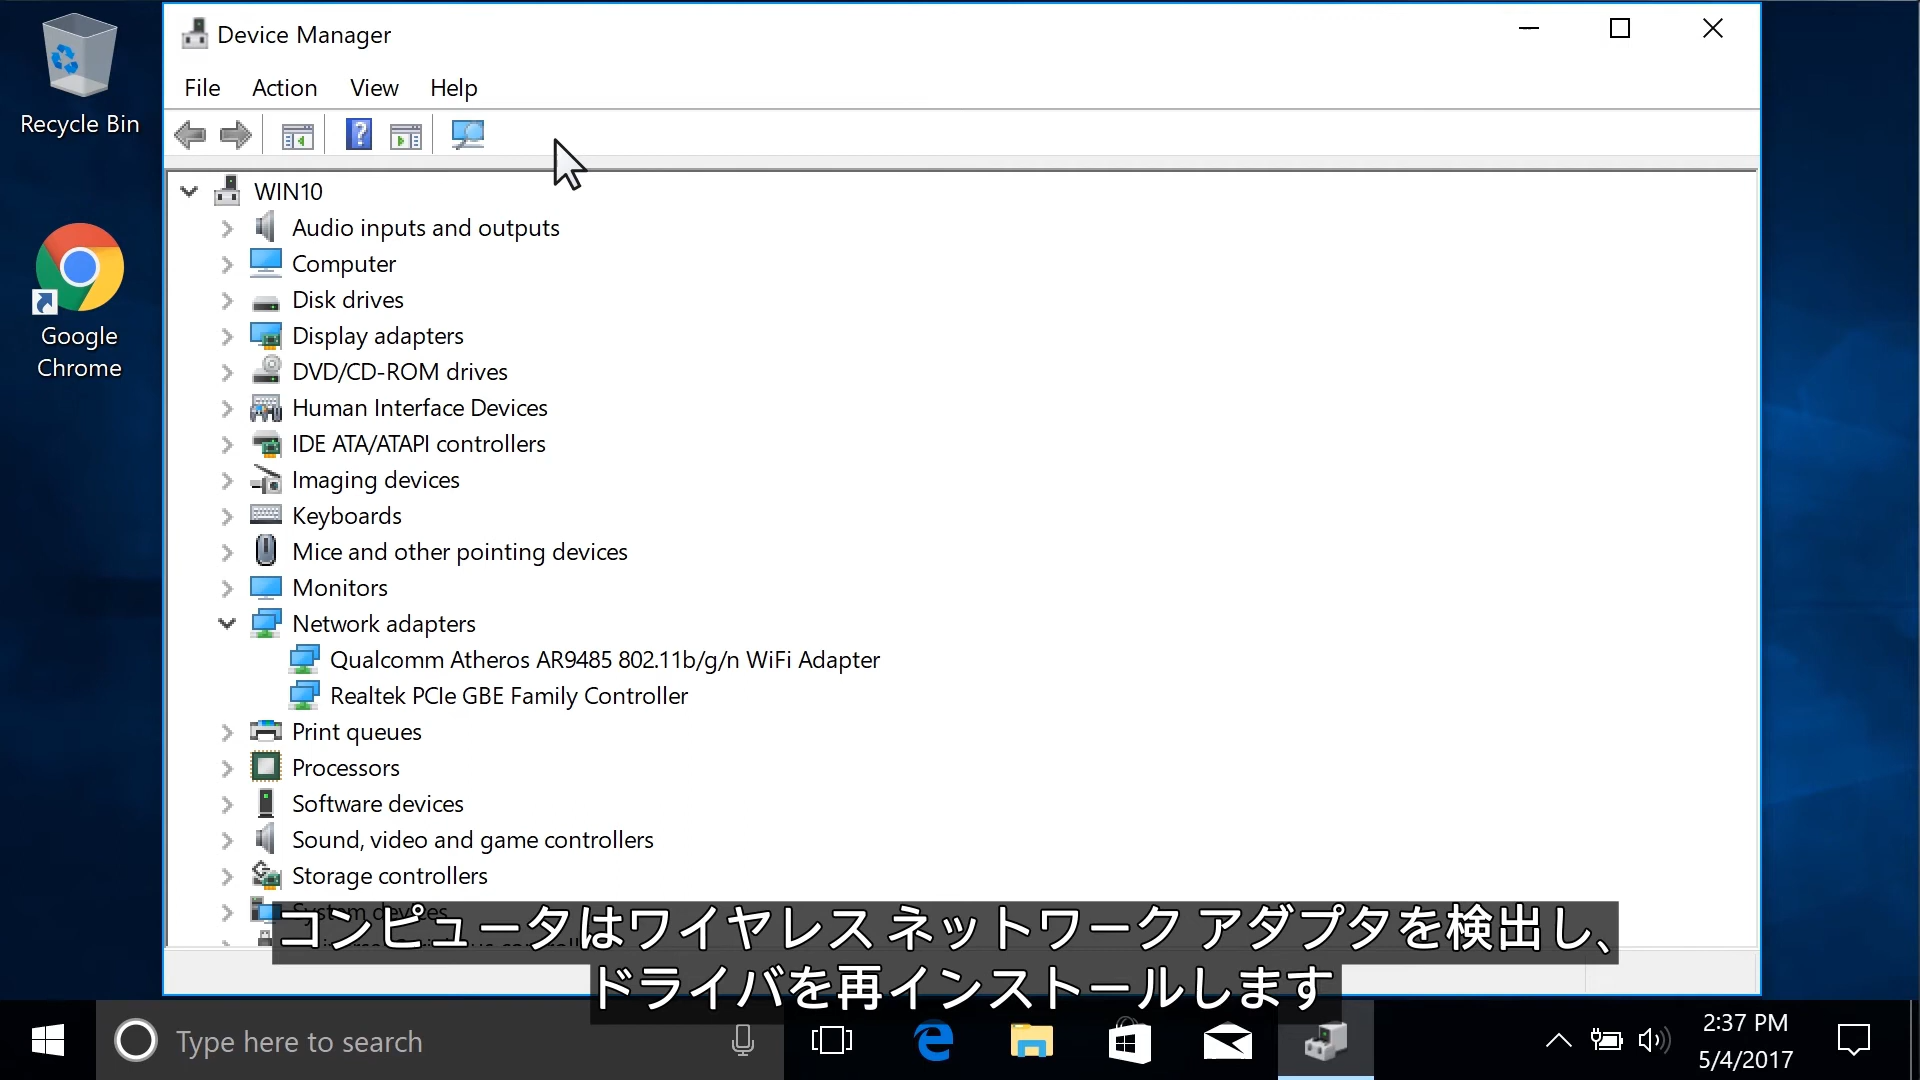 Recycle Bin
Google
Chrome
Device Manager
File Action View Help
WIN10
Audio inputs and outputs
Computer
Disk drives
Display adapters
DVD/CD-ROM drives
Human Interface Devices
IDE ATA/ATAPI controllers
Imaging devices
Keyboards
Mice and other pointing devices
Monitors
Network adapters
Qualcomm Atheros AR9485 802.11b/g/n WiFi Adapter
Realtek PCIe GBE Family Controller
Print queues
Processors
Software devices
Sound, video and game controllers
Storage controllers
System devices
コンピュータはワイヤレス ネットワーク アダプタを検出し、
ドライバを再インストールします
Type here to search
2:37 PM
5/4/2017